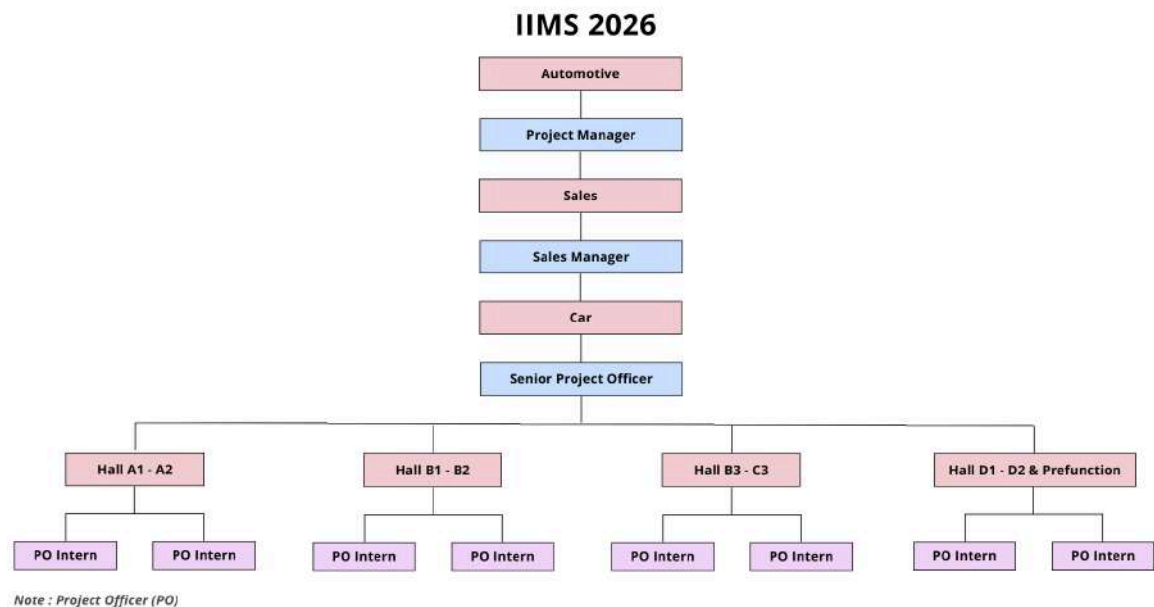 IIMS 2026
Automotive
Project Manager
Sales
Sales Manager
Car
Senior Project Officer
Hall A1 - A2
Hall B1 - B2
Hall B3 - C3
Hall D1 - D2 & Prefunction
PO Intern
PO Intern
PO Intern
PO Intern
PO Intern
PO Intern
PO Intern
PO Intern
Note : Project Officer (PO)